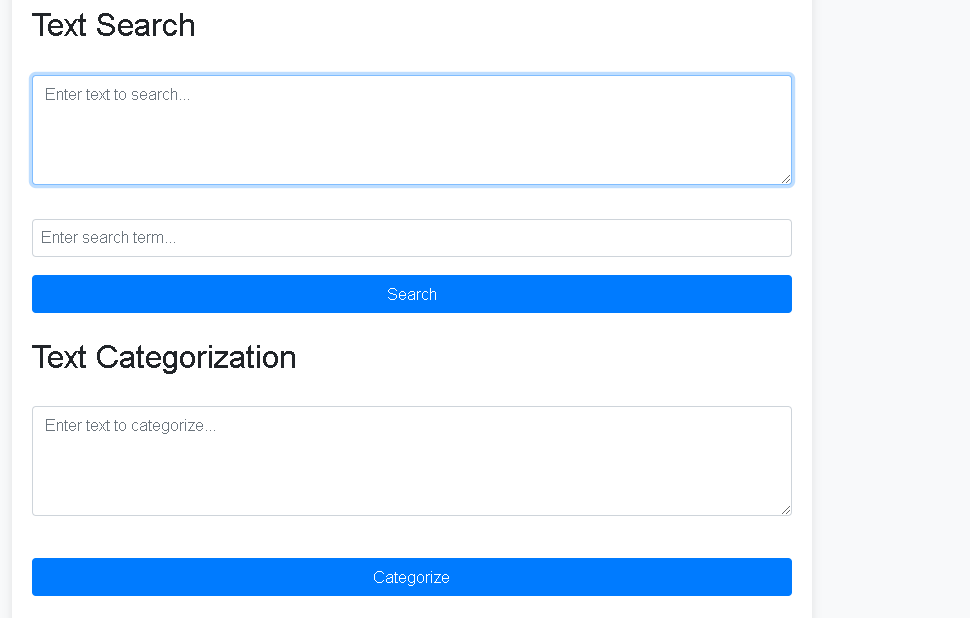 Text Search
Enter text to search...
Enter search term...
Search
Text Categorization
Enter text to categorize...
Categorize